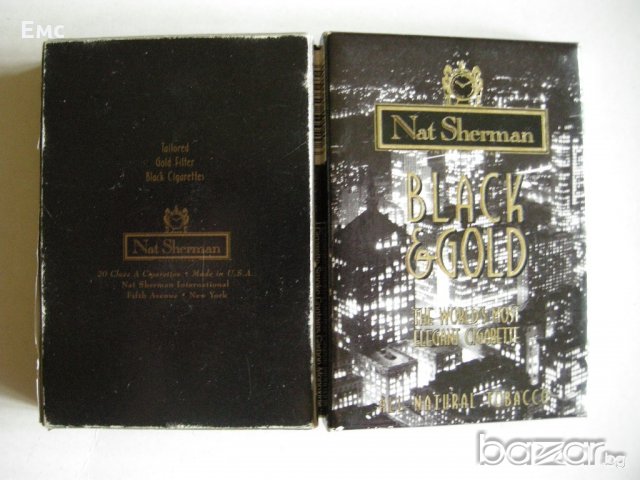 Emc
Tailored
Gold Filter
Black Cigarettes
Nat Sherman
20 Class A Cigarettes • Made in U.S.A.
Nat Sherman International
Fifth Avenue • New York
Nat Sherman
BLACK
& GOLD
THE WORLD'S MOST
ELEGANT CIGARETTE
ALL NATURAL TOBACCO
bazar.bg